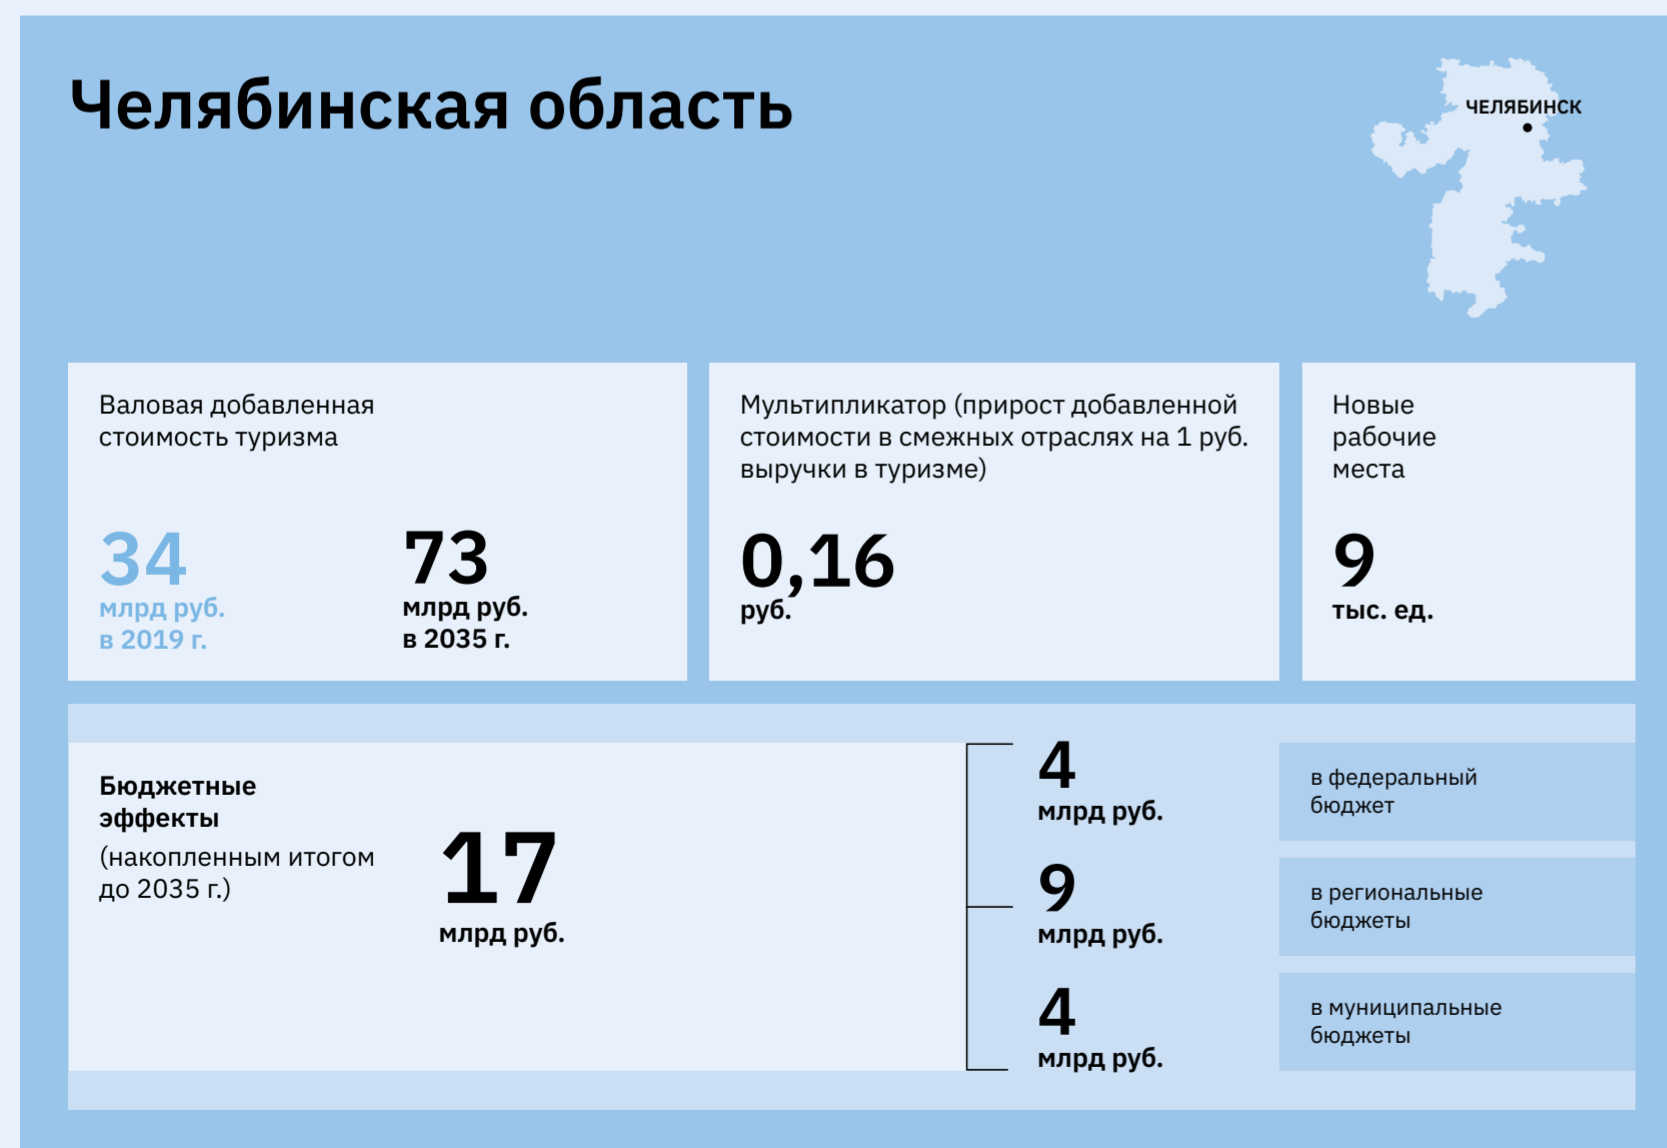 Челябинская область
ЧЕЛЯБИНСК
Валовая добавленная
стоимость туризма
34
млрд руб.
в 2019 г.
73
млрд руб.
в 2035 г.
Мультипликатор (прирост добавленной
стоимости в смежных отраслях на 1 руб.
выручки в туризме)
0,16
руб.
Новые
рабочие
места
9
тыс. ед.
Бюджетные
эффекты
(накопленным итогом
до 2035 г.)
17
млрд руб.
4
млрд руб.
в федеральный
бюджет
9
млрд руб.
в региональные
бюджеты
4
млрд руб.
в муниципальные
бюджеты